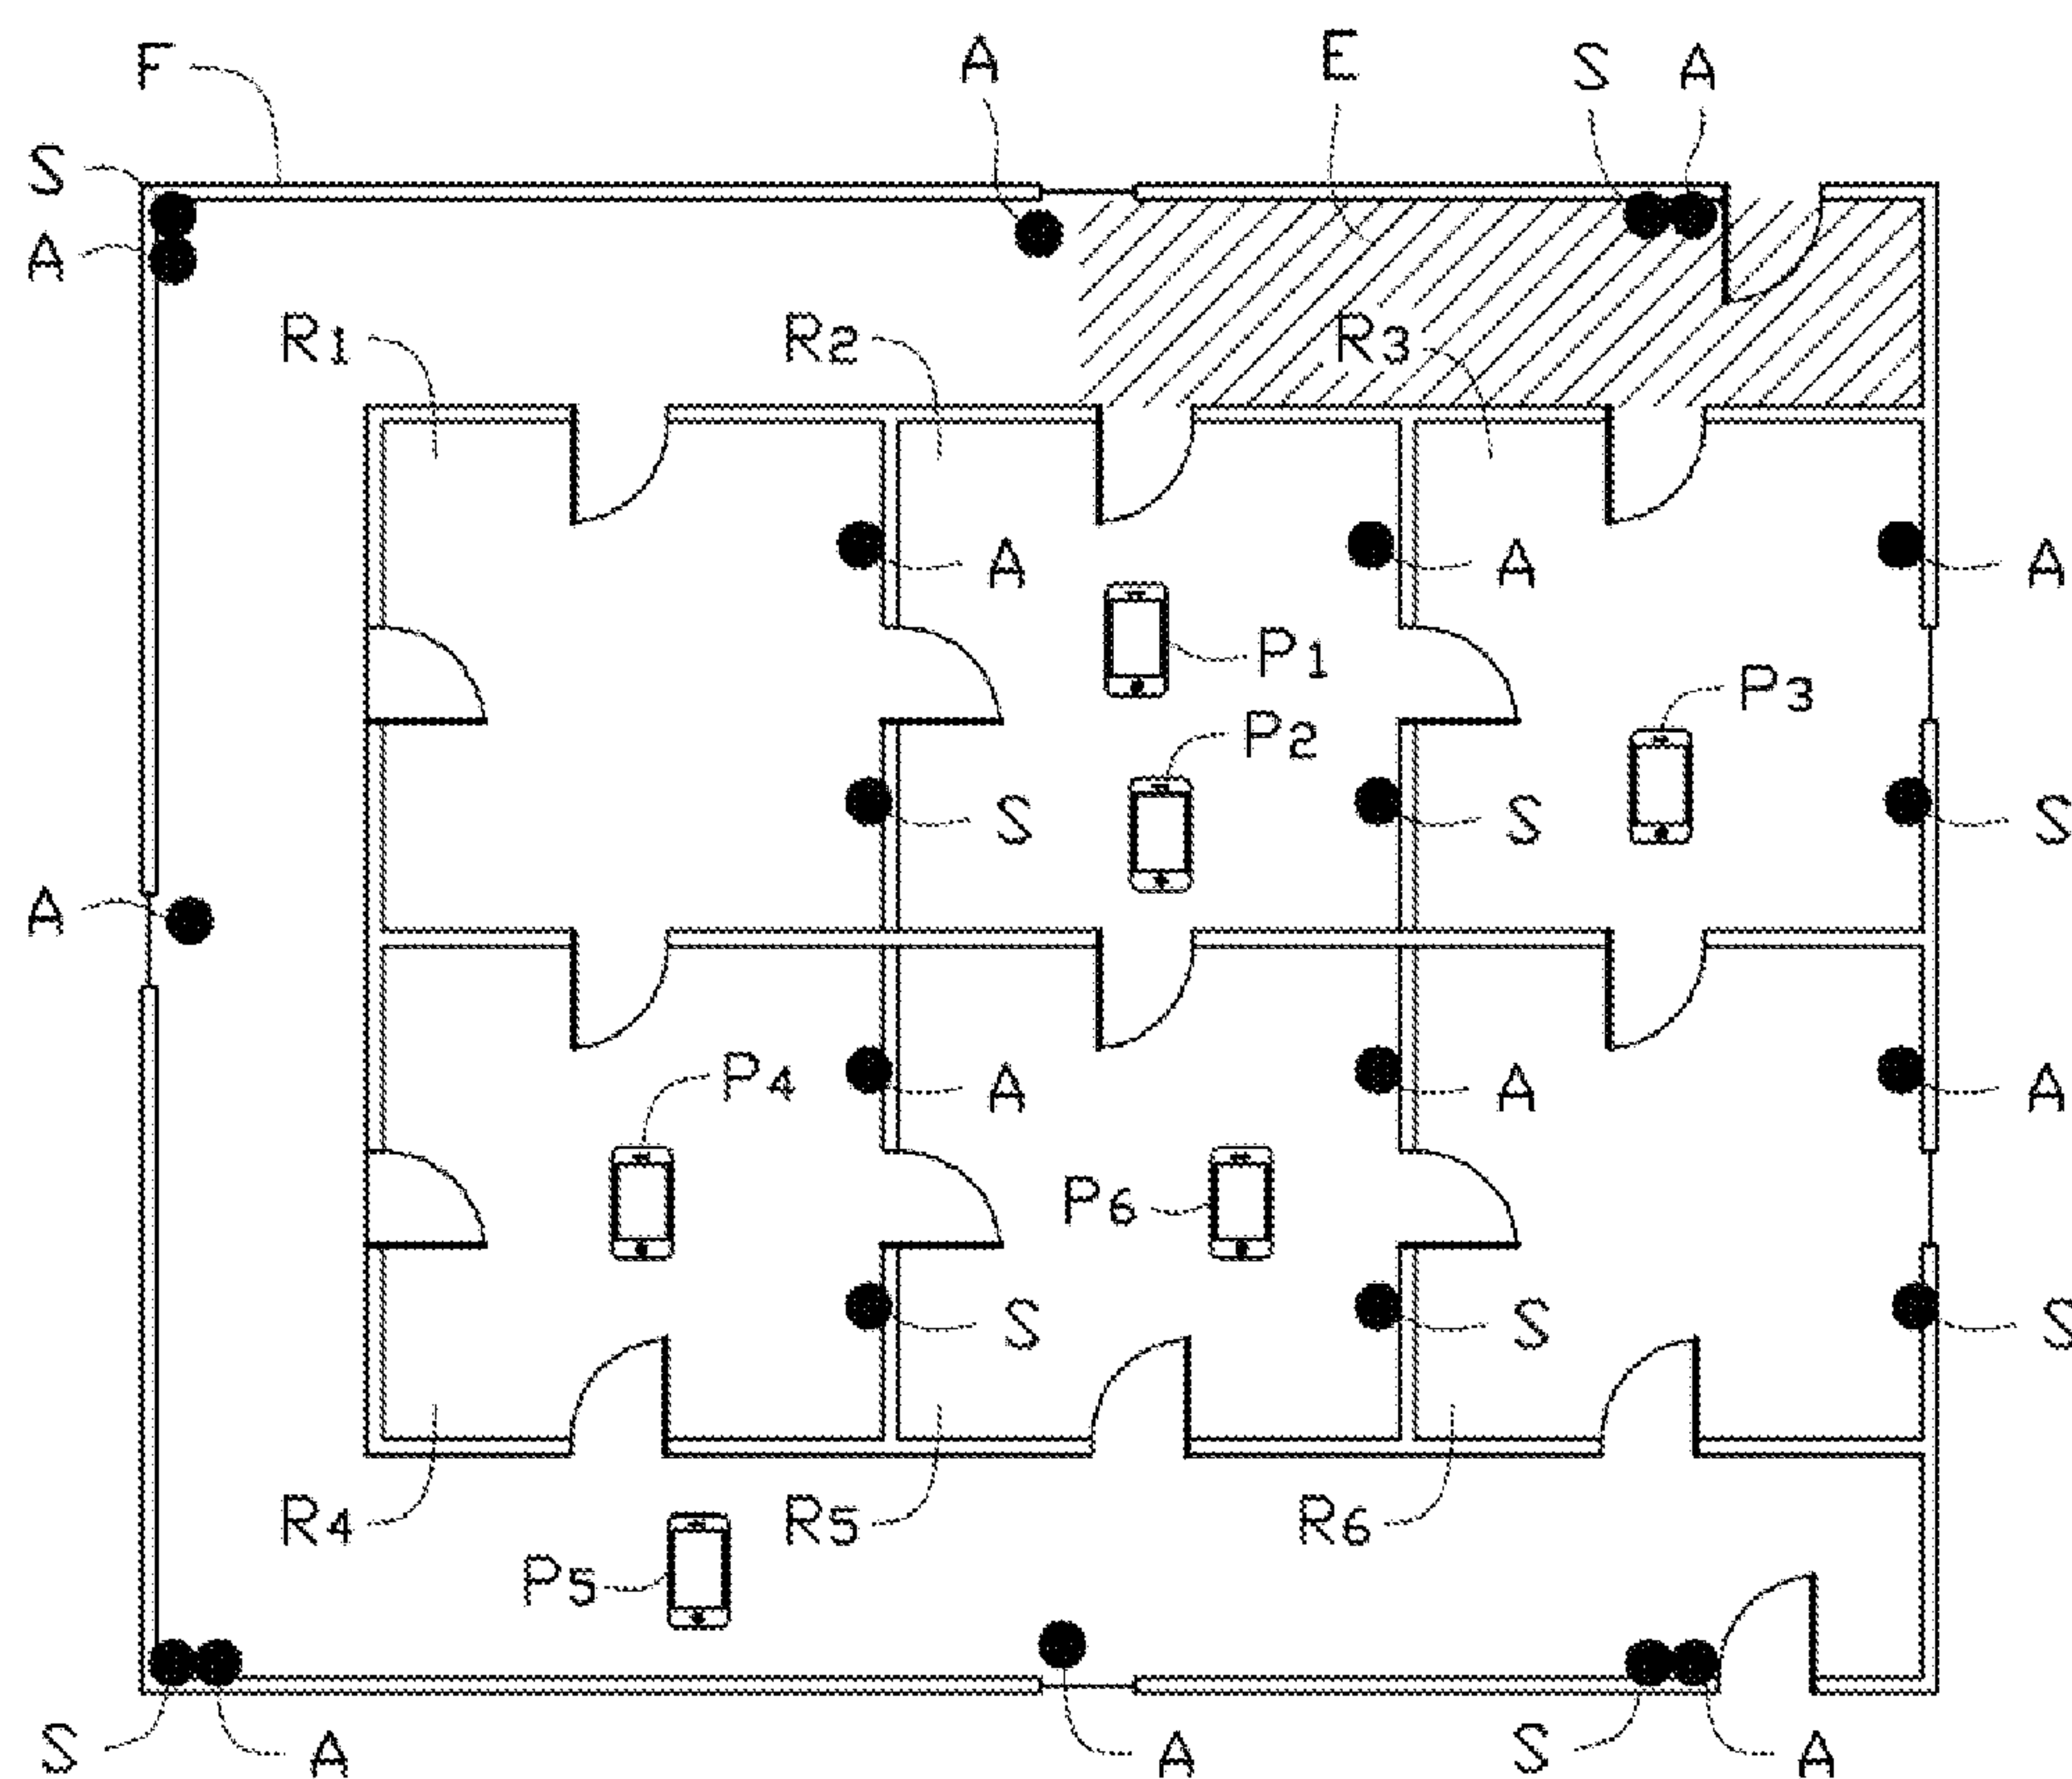 F A E S A
S
A
R1 R2 R3
A A A
P1
P3
P2
S S S
A
P4 A A A
P6
S S S
R4 R5 R6
P5
S A A S A